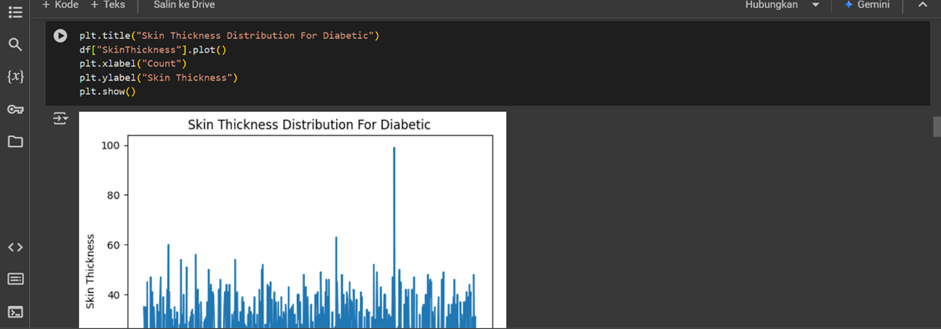 + Kode + Teks Salin ke Drive Hubungkan Gemini
{x}
plt.title("Skin Thickness Distribution For Diabetic")
df["SkinThickness"].plot()
plt.xlabel("Count")
plt.ylabel("Skin Thickness")
plt.show()
Skin Thickness Distribution For Diabetic
100
80
60
40
Skin Thickness